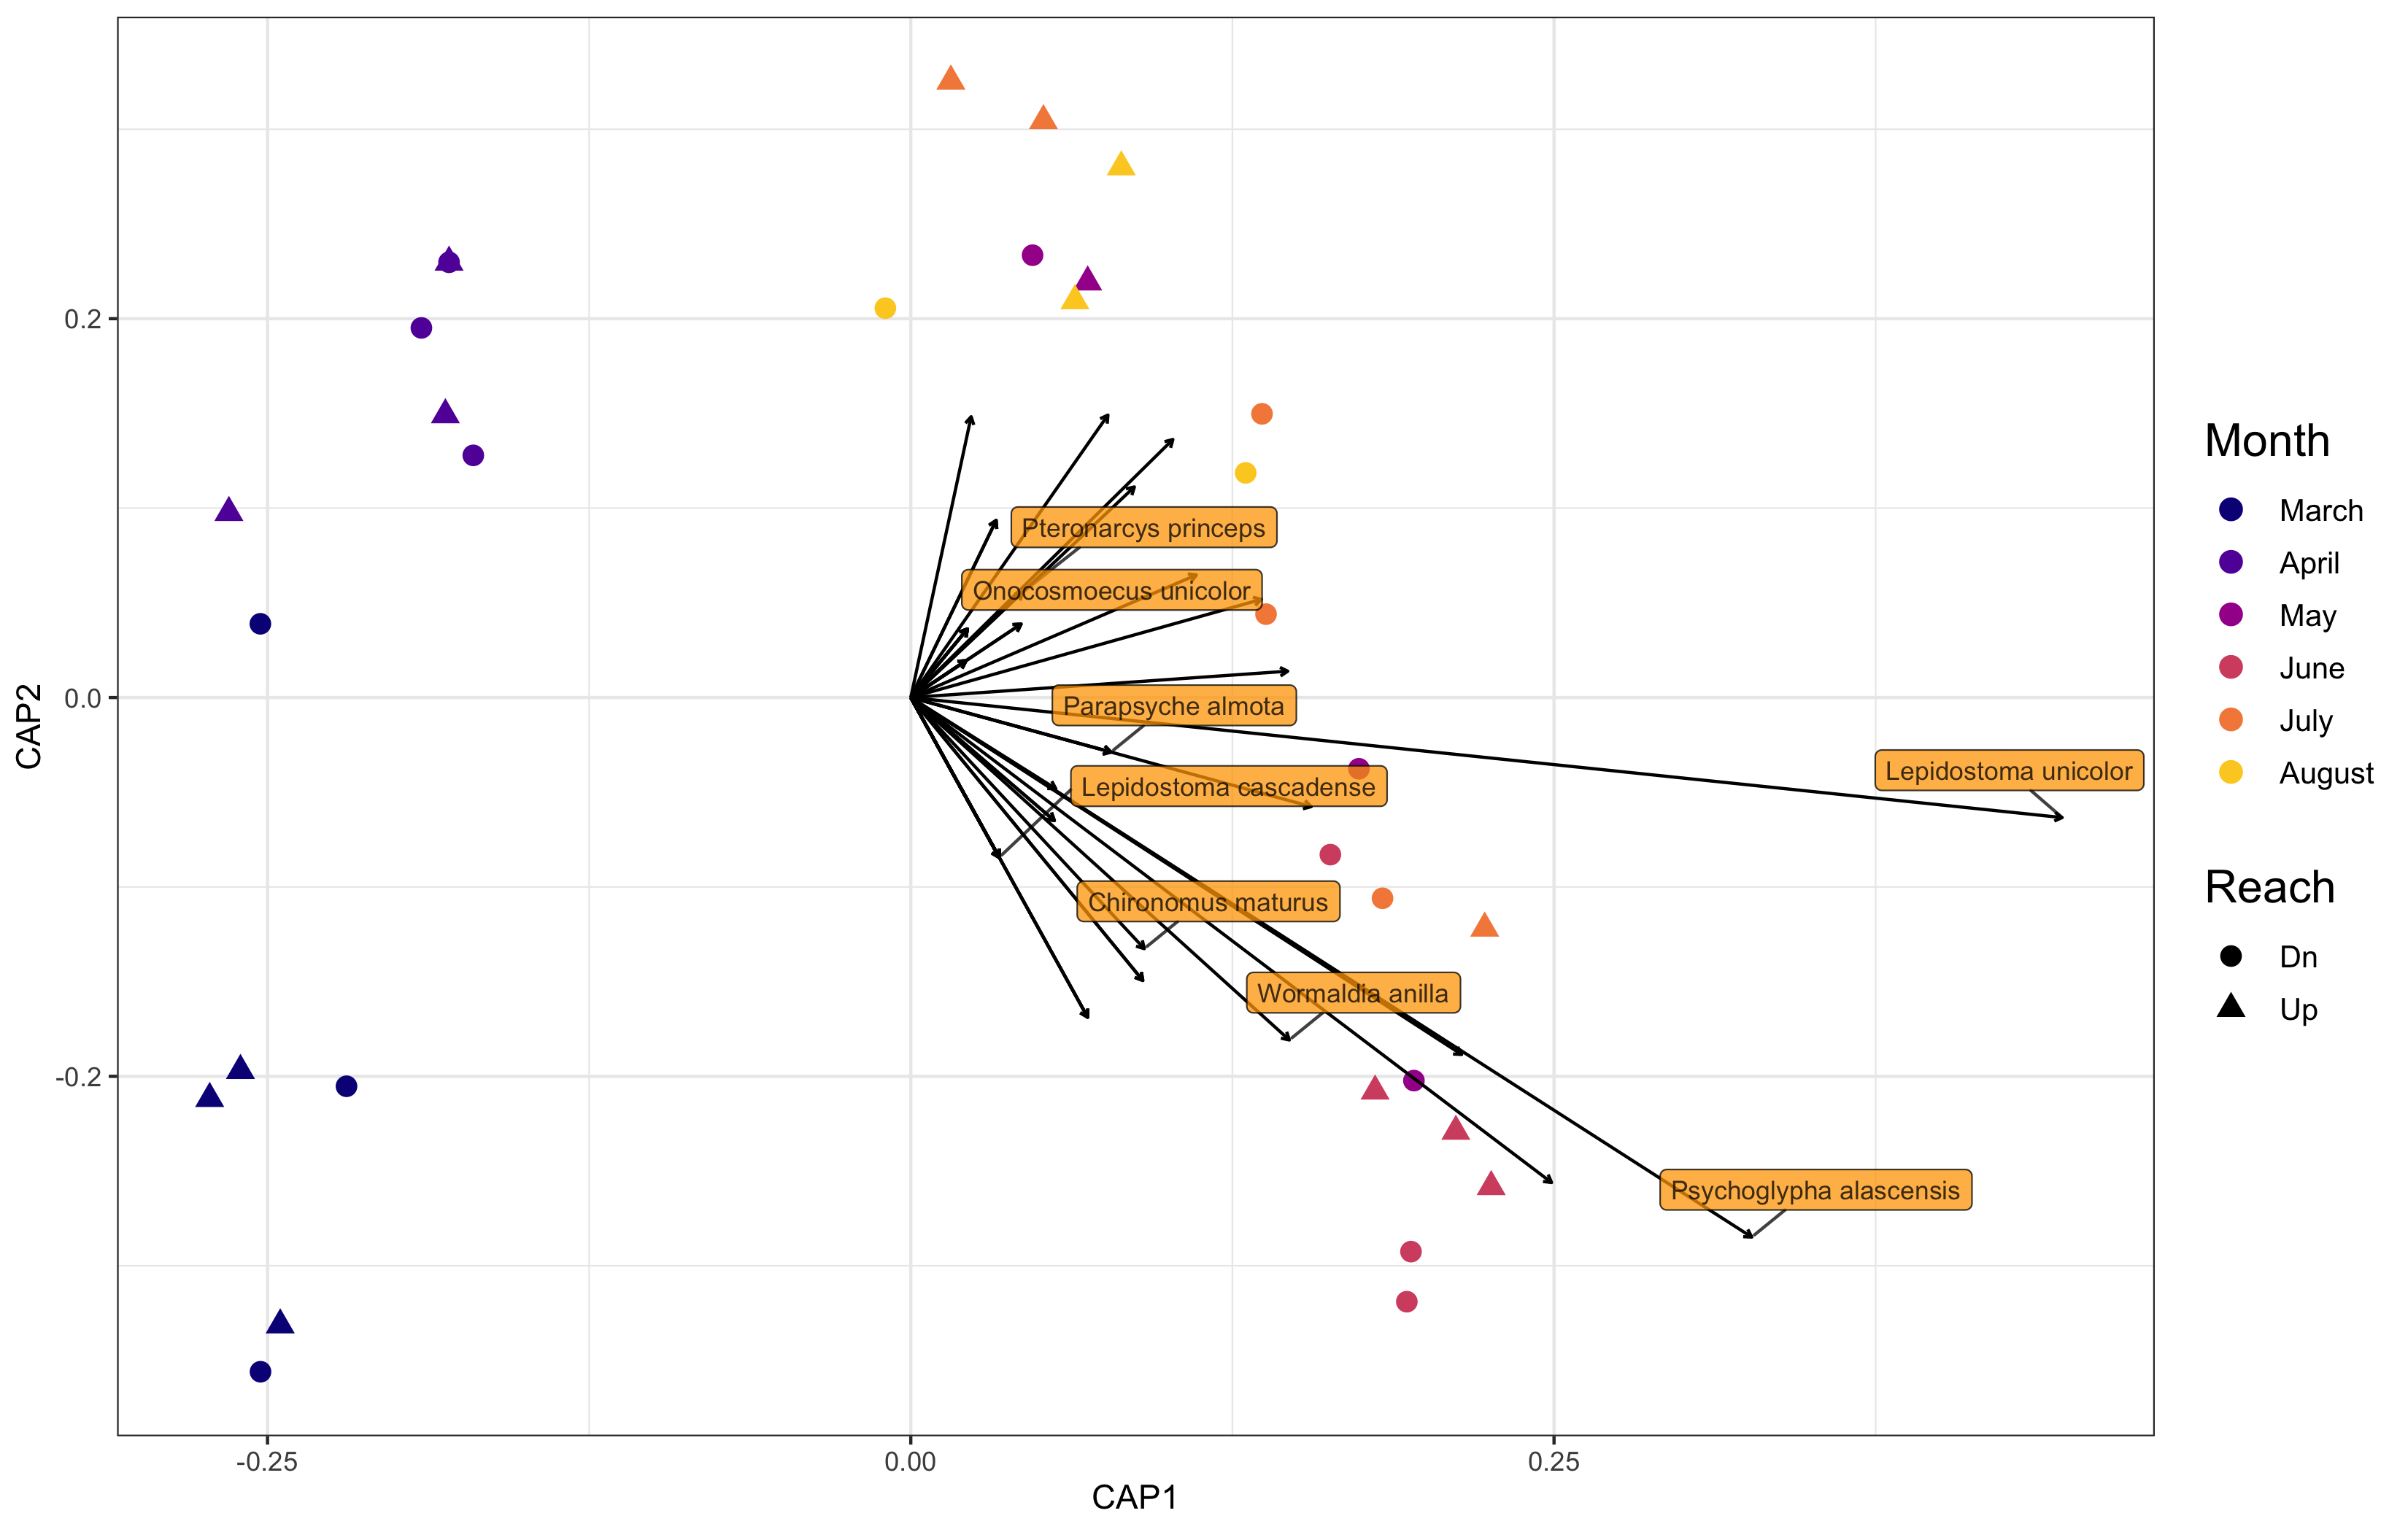 0.2
0.0
-0.2
CAP2
-0.25
0.00
0.25
CAP1
Pteronarcys princeps
Onocosmoecus unicolor
Parapsyche almota
Lepidostoma unicolor
Lepidostoma cascadense
Chironomus maturus
Wormaldia anilla
Psychoglypha alascensis
Month
March
April
May
June
July
August
Reach
Dn
Up